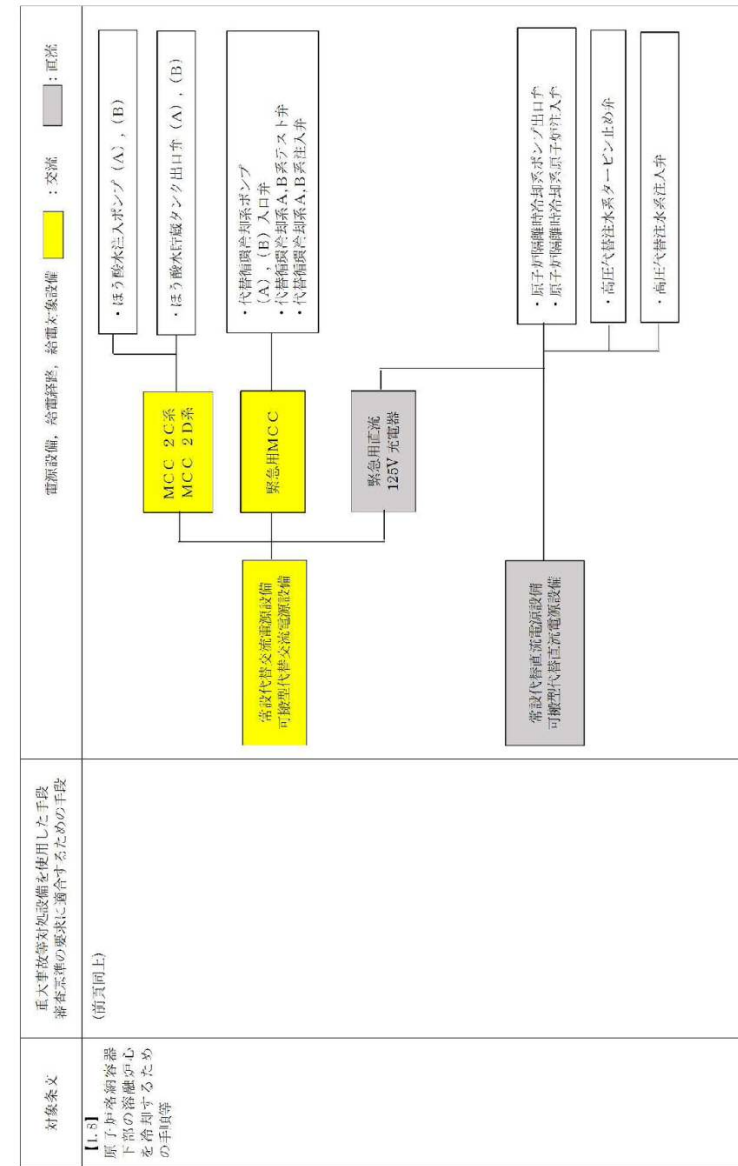 対象条文
重大事故等対処設備を使用した手段
審査基準の要求に適合するための手段
電源設備，給電経路，給電対象設備
：交流
：直流
【1.8】
原子炉格納容器
下部の溶融炉心
を冷却するため
の手順等
（前頁同上）
常設代替交流電源設備
可搬型代替交流電源設備
MCC 2C系
MCC 2D系
・ほう酸水注入ポンプ（A），（B）
・ほう酸水貯蔵タンク出口弁（A），（B）
緊急用MCC
・代替循環冷却系ポンプ
（A），（B）入口弁
・代替循環冷却系A，B系テスト弁
・代替循環冷却系A，B系注入弁
緊急用直流
125V 充電器
常設代替直流電源設備
可搬型代替直流電源設備
・原子炉隔離時冷却系ポンプ出口弁
・原子炉隔離時冷却系原子炉注入弁
・高圧代替注水系タービン止め弁
・高圧代替注水系注入弁